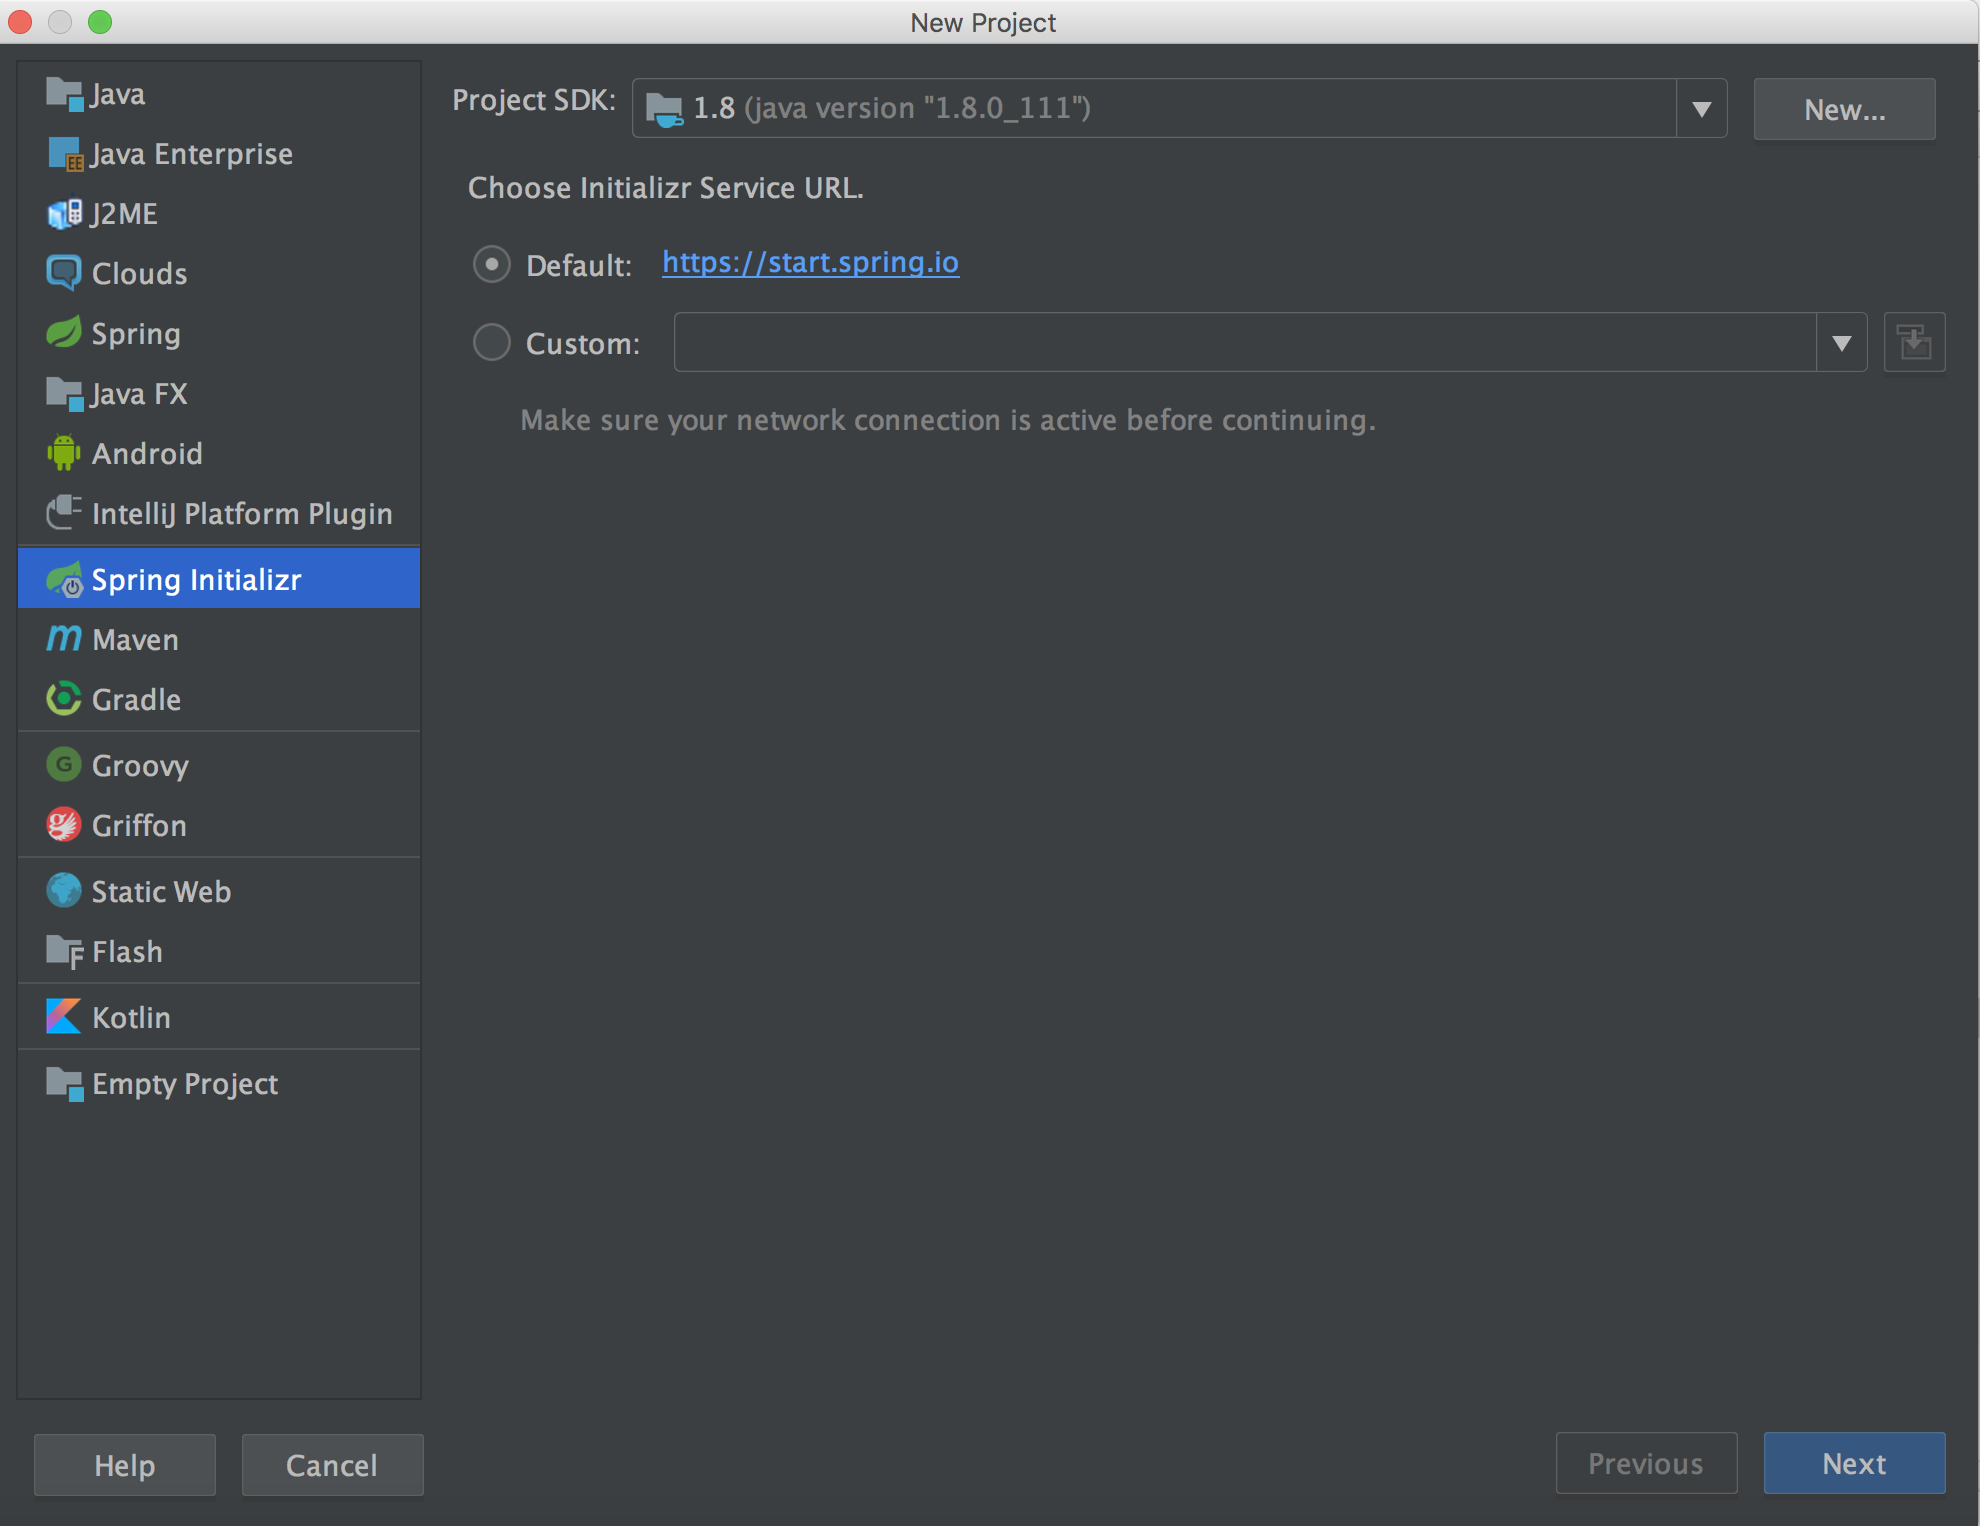 New Project
Java
Java Enterprise
J2ME
Clouds
Spring
Java FX
Android
IntelliJ Platform Plugin
Spring Initializr
Maven
Gradle
Groovy
Griffon
Static Web
Flash
Kotlin
Empty Project
Project SDK: 1.8 (java version "1.8.0_111") New...
Choose Initializr Service URL.
Default: https://start.spring.io
Custom:
Make sure your network connection is active before continuing.
Help Cancel Previous Next